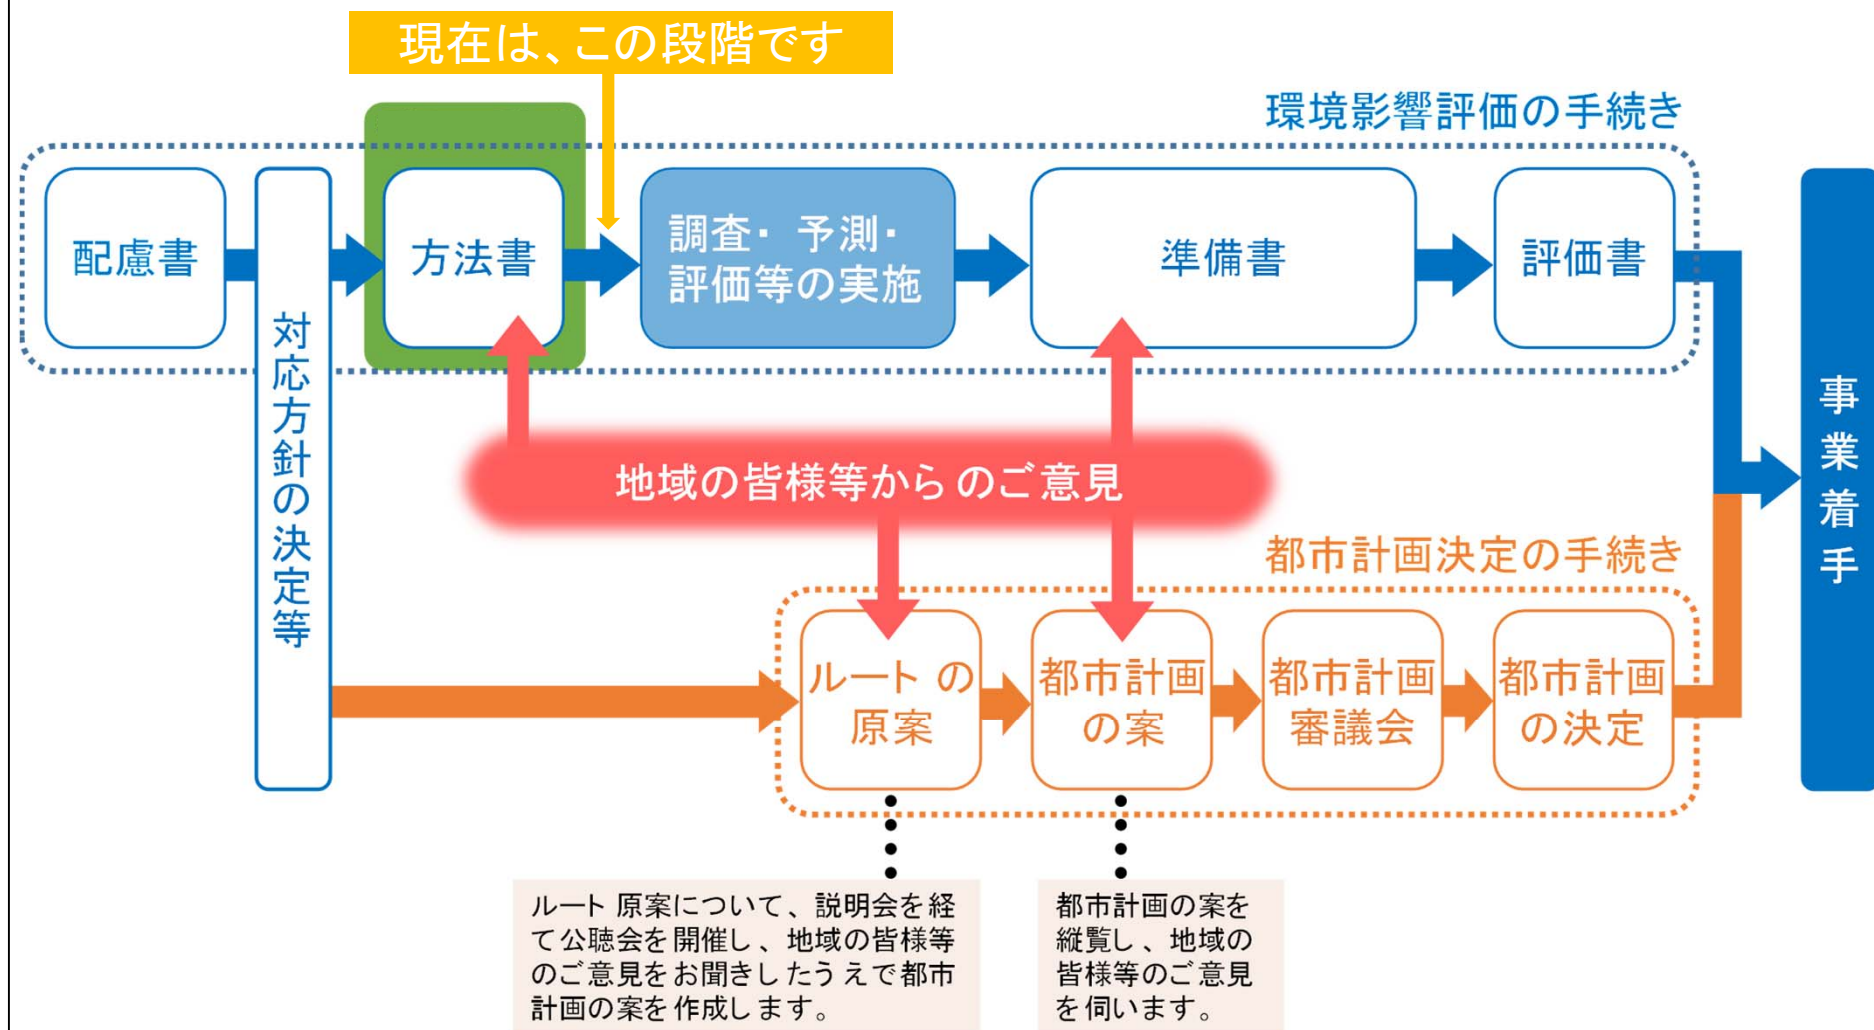 現在は、この段階です
環境影響評価の手続き
配慮書
対応方針の決定等
方法書
調査・予測・
評価等の実施
準備書
評価書
事業着手
地域の皆様等からのご意見
都市計画決定の手続き
ルートの
原案
都市計画
の案
都市計画
審議会
都市計画
の決定
ルート原案について、説明会を経
て公聴会を開催し、地域の皆様等
のご意見をお聞きしたうえで都市
計画の案を作成します。
都市計画の案を
縦覧し、地域の
皆様等のご意見
を伺います。